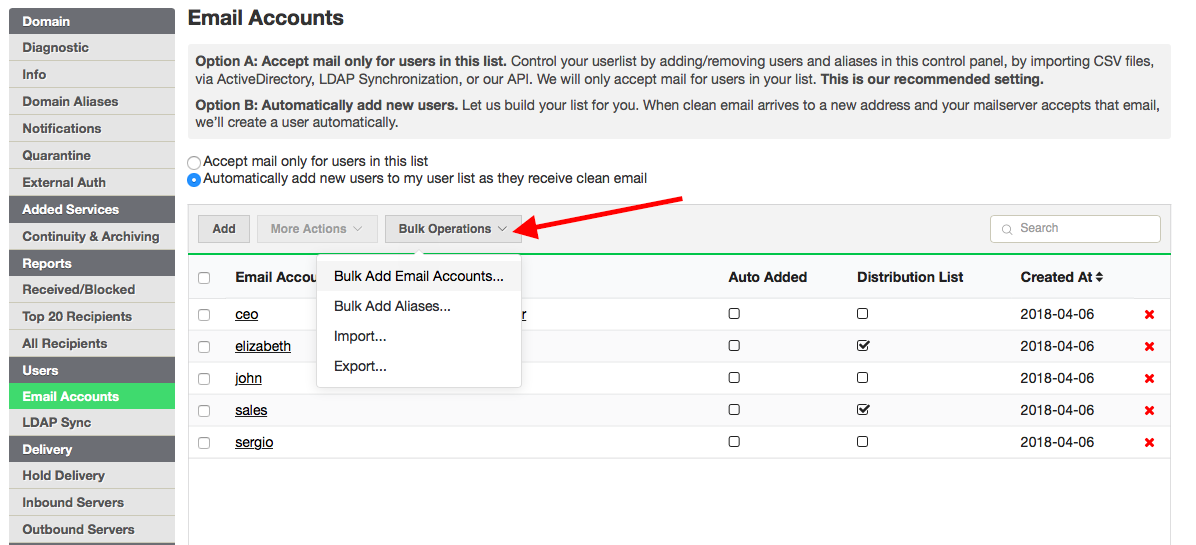 Domain
Diagnostic
Info
Domain Aliases
Notifications
Quarantine
External Auth
Added Services
Continuity & Archiving
Reports
Received/Blocked
Top 20 Recipients
All Recipients
Users
Email Accounts
LDAP Sync
Delivery
Hold Delivery
Inbound Servers
Outbound Servers
Email Accounts
Option A: Accept mail only for users in this list. Control your userlist by adding/removing users and aliases in this control panel, by importing CSV files,
via ActiveDirectory, LDAP Synchronization, or our API. We will only accept mail for users in your list. This is our recommended setting.
Option B: Automatically add new users. Let us build your list for you. When clean email arrives to a new address and your mailserver accepts that email,
we'll create a user automatically.
Accept mail only for users in this list
Automatically add new users to my user list as they receive clean email
Add
More Actions
Bulk Operations
Search
Bulk Add Email Accounts...
Bulk Add Aliases...
Import...
Export...
Email Accou
Auto Added
Distribution List
Created At
ceo
r
2018-04-06
elizabeth
2018-04-06
john
2018-04-06
sales
2018-04-06
sergio
2018-04-06